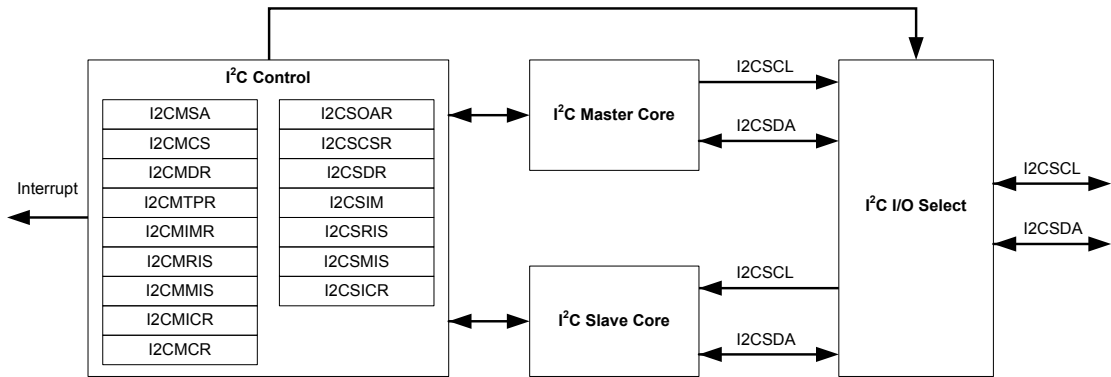 I²C Control
I2CMSA
I2CMCS
I2CMDR
I2CMTPR
I2CMIMR
I2CMRIS
I2CMMIS
I2CMICR
I2CMCR
I2CSOAR
I2CSCSR
I2CSDR
I2CSIM
I2CSRIS
I2CSMIS
I2CSICR
Interrupt
I²C Master Core
I2CSCL
I2CSDA
I²C Slave Core
I2CSCL
I2CSDA
I²C I/O Select
I2CSCL
I2CSDA